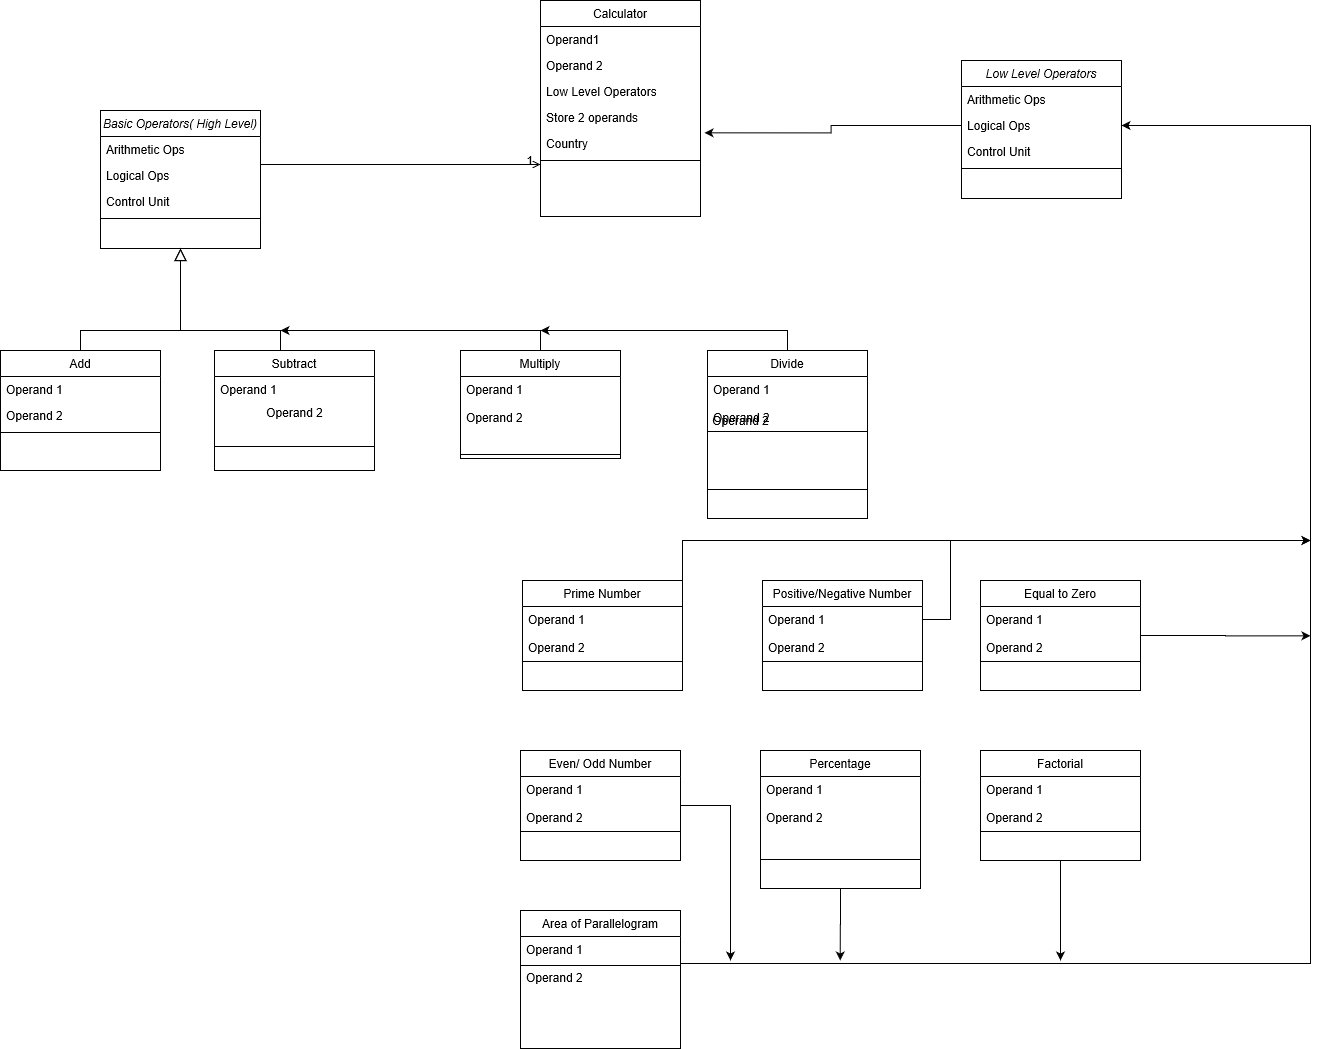 Calculator
Operand1
Operand 2
Low Level Operators
Store 2 operands
Country
Low Level Operators
Arithmetic Ops
Logical Ops
Control Unit
Basic Operators( High Level)
Arithmetic Ops
Logical Ops
Control Unit
1
Add
Operand 1
Operand 2
Subtract
Operand 1
Operand 2
Multiply
Operand 1
Operand 2
Divide
Operand 1
Operand 2
Operand 2
Prime Number
Operand 1
Operand 2
Positive/Negative Number
Operand 1
Operand 2
Equal to Zero
Operand 1
Operand 2
Even/ Odd Number
Operand 1
Operand 2
Percentage
Operand 1
Operand 2
Factorial
Operand 1
Operand 2
Area of Parallelogram
Operand 1
Operand 2